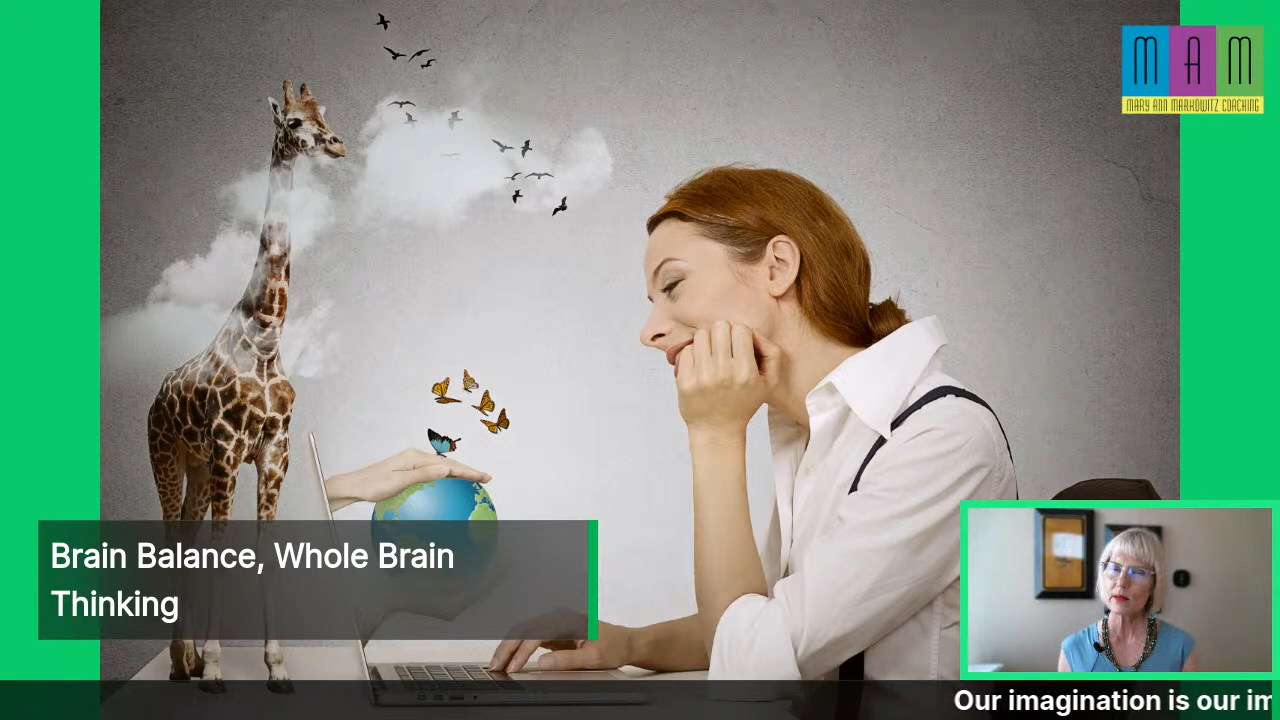 MAM
MARY ANN MARKOWITZ COACHING
Brain Balance, Whole Brain
Thinking
Our imagination is our im